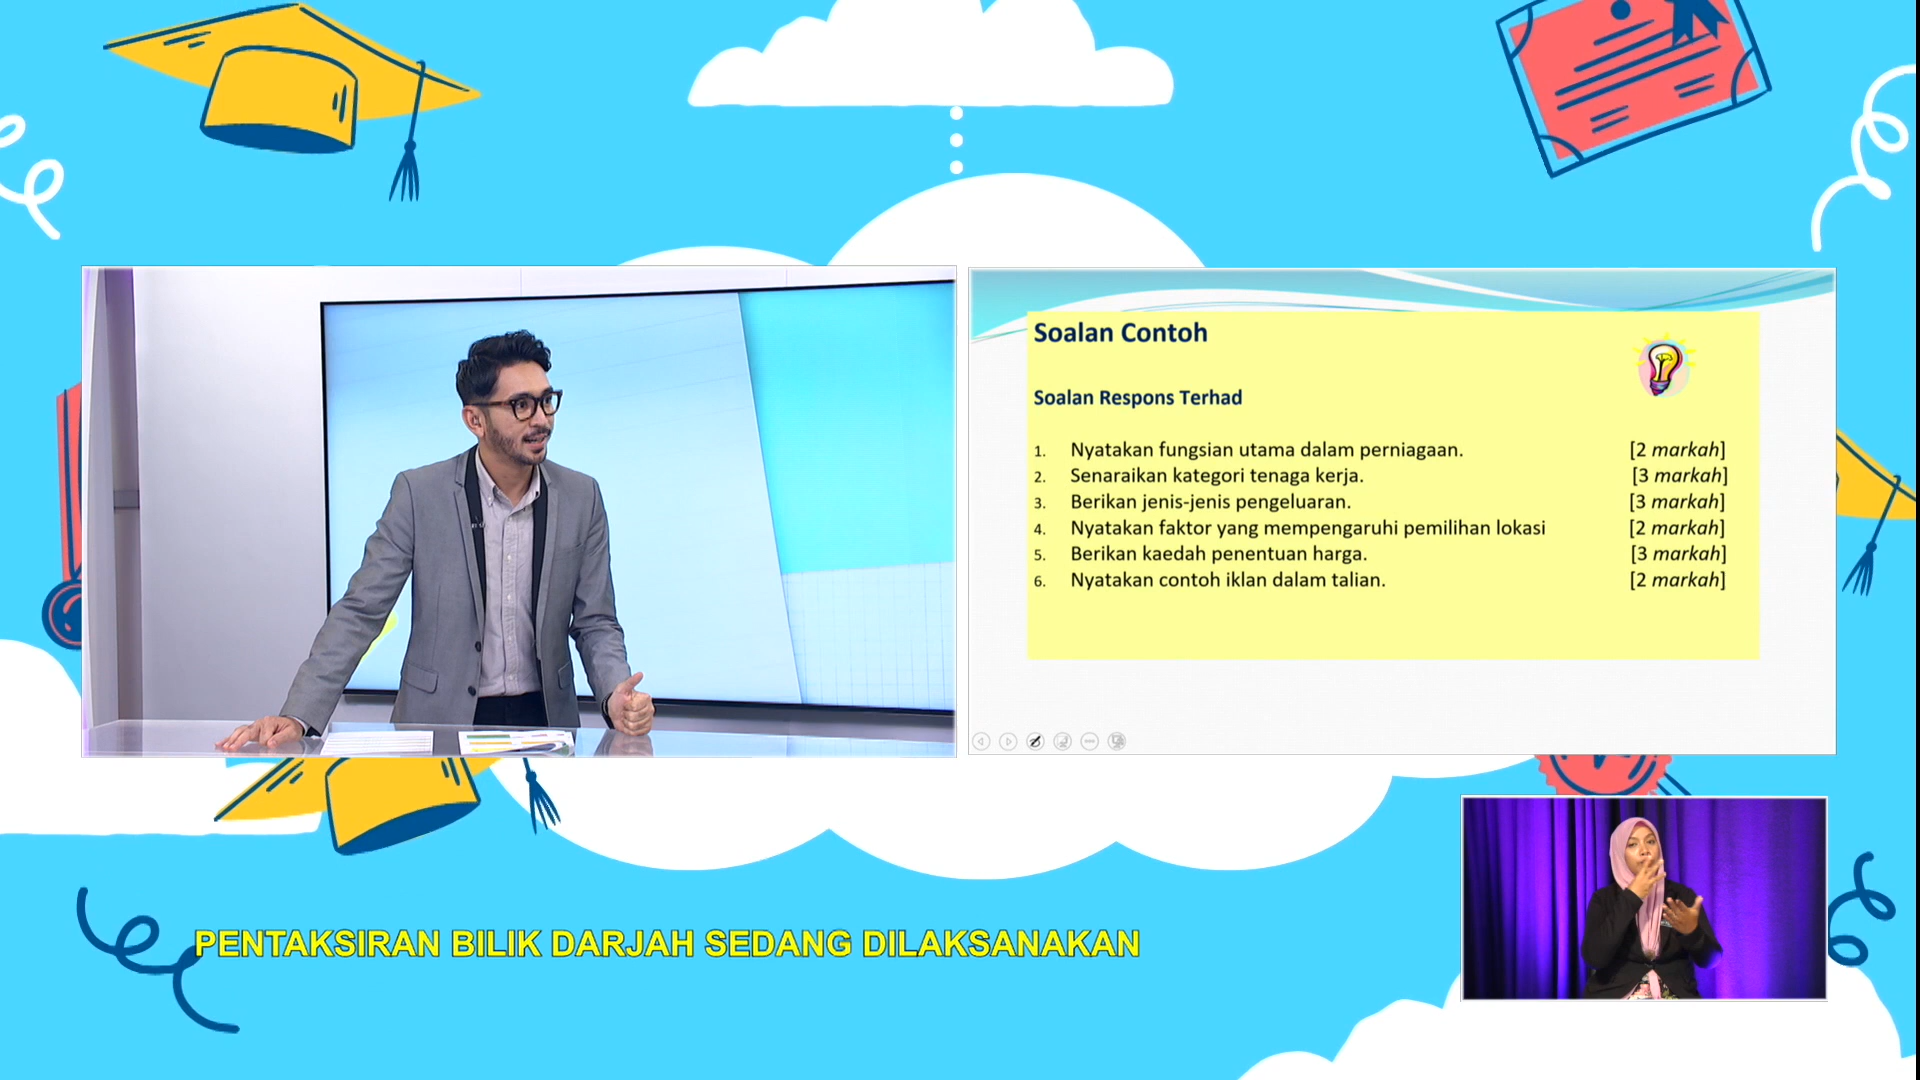 Soalan Contoh
Soalan Respons Terhad
1. Nyatakan fungsian utama dalam perniagaan. [2 markah]
2. Senaraikan kategori tenaga kerja. [3 markah]
3. Berikan jenis-jenis pengeluaran. [3 markah]
4. Nyatakan faktor yang mempengaruhi pemilihan lokasi [2 markah]
5. Berikan kaedah penentuan harga. [3 markah]
6. Nyatakan contoh iklan dalam talian. [2 markah]
PENTAKSIRAN BILIK DARJAH SEDANG DILAKSANAKAN